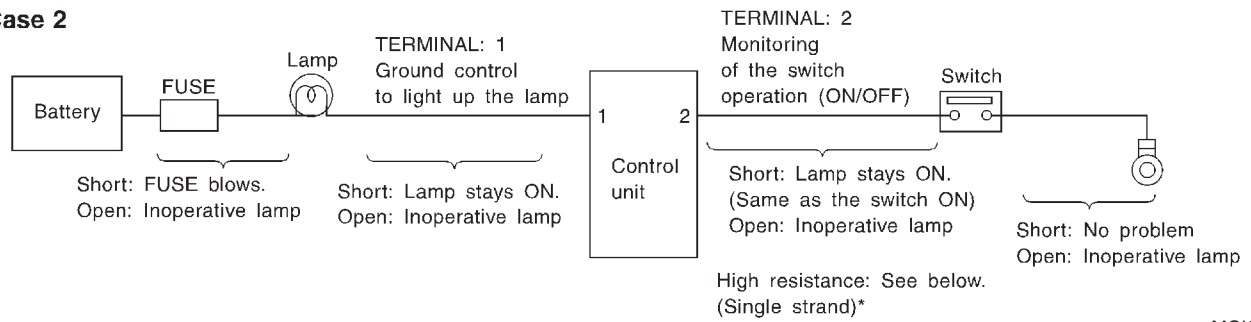 Case 2
Battery
FUSE
Lamp
TERMINAL: 1
Ground control
to light up the lamp
1
2
Control
unit
TERMINAL: 2
Monitoring
of the switch
operation (ON/OFF)
Switch
Short: FUSE blows.
Open: Inoperative lamp
Short: Lamp stays ON.
Open: Inoperative lamp
Short: Lamp stays ON.
(Same as the switch ON)
Open: Inoperative lamp
High resistance: See below.
(Single strand)*
Short: No problem
Open: Inoperative lamp